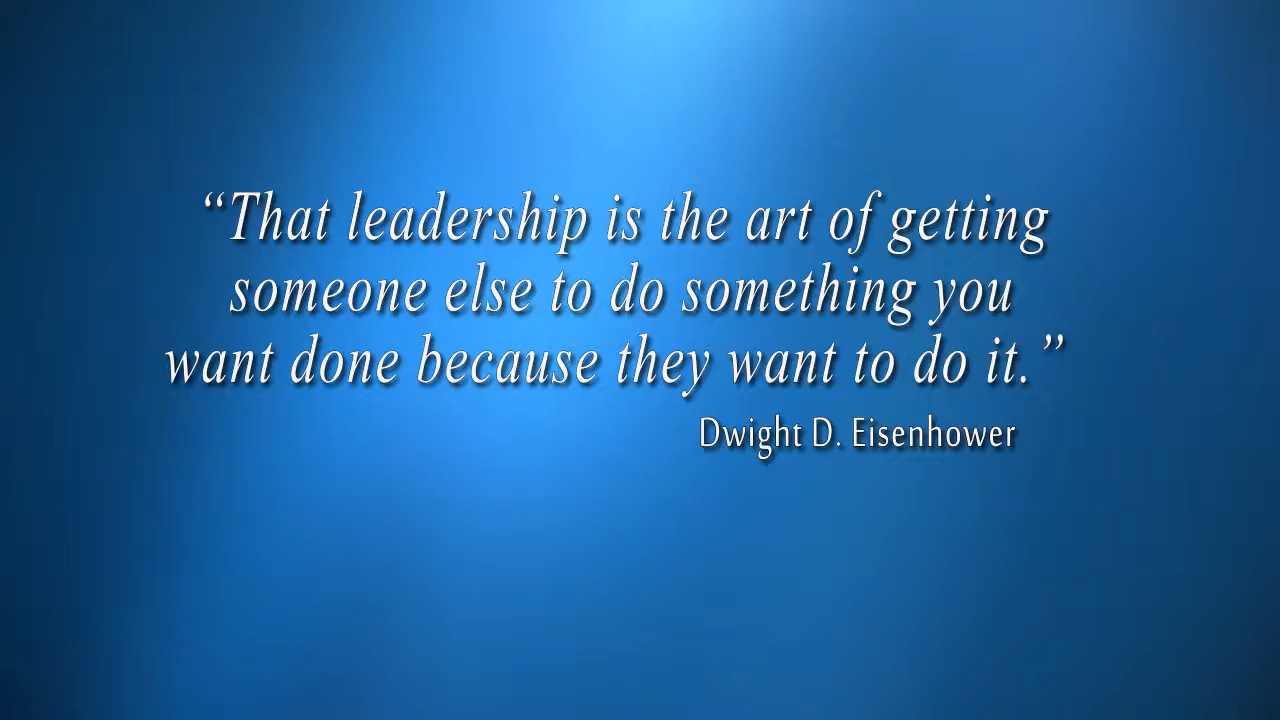 “That leadership is the art of getting
someone else to do something you
want done because they want to do it.”
Dwight D. Eisenhower